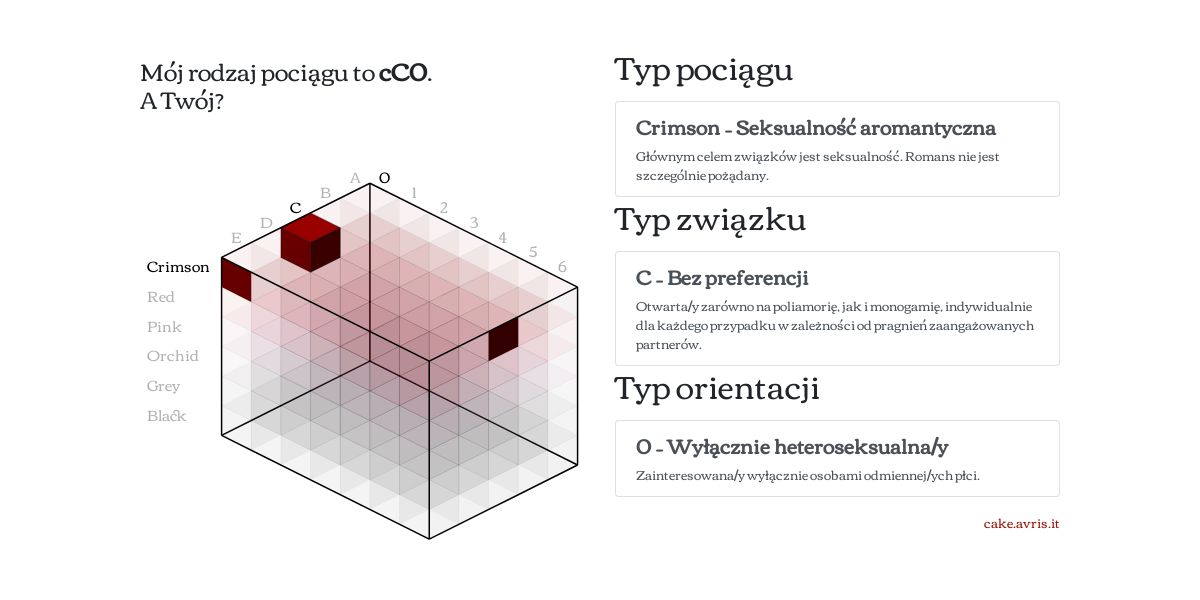 Mój rodzaj pociągu to cC0.
A Twój?
A
0
B
1
C
2
D
3
E
4
5
6
Crimson
Red
Pink
Orchid
Grey
Black
Typ pociągu
Crimson - Seksualność aromantyczna
Głównym celem związków jest seksualność. Romans nie jest
szczególnie pożądany.
Typ związku
C - Bez preferencji
Otwarta/y zarówno na poliamorię, jak i monogamię, indywidualnie
dla każdego przypadku w zależności od pragnień zaangażowanych
partnerów.
Typ orientacji
0 - Wyłącznie heteroseksualna/y
Zainteresowana/y wyłącznie osobami odmiennej/ych płci.
cake.avris.it